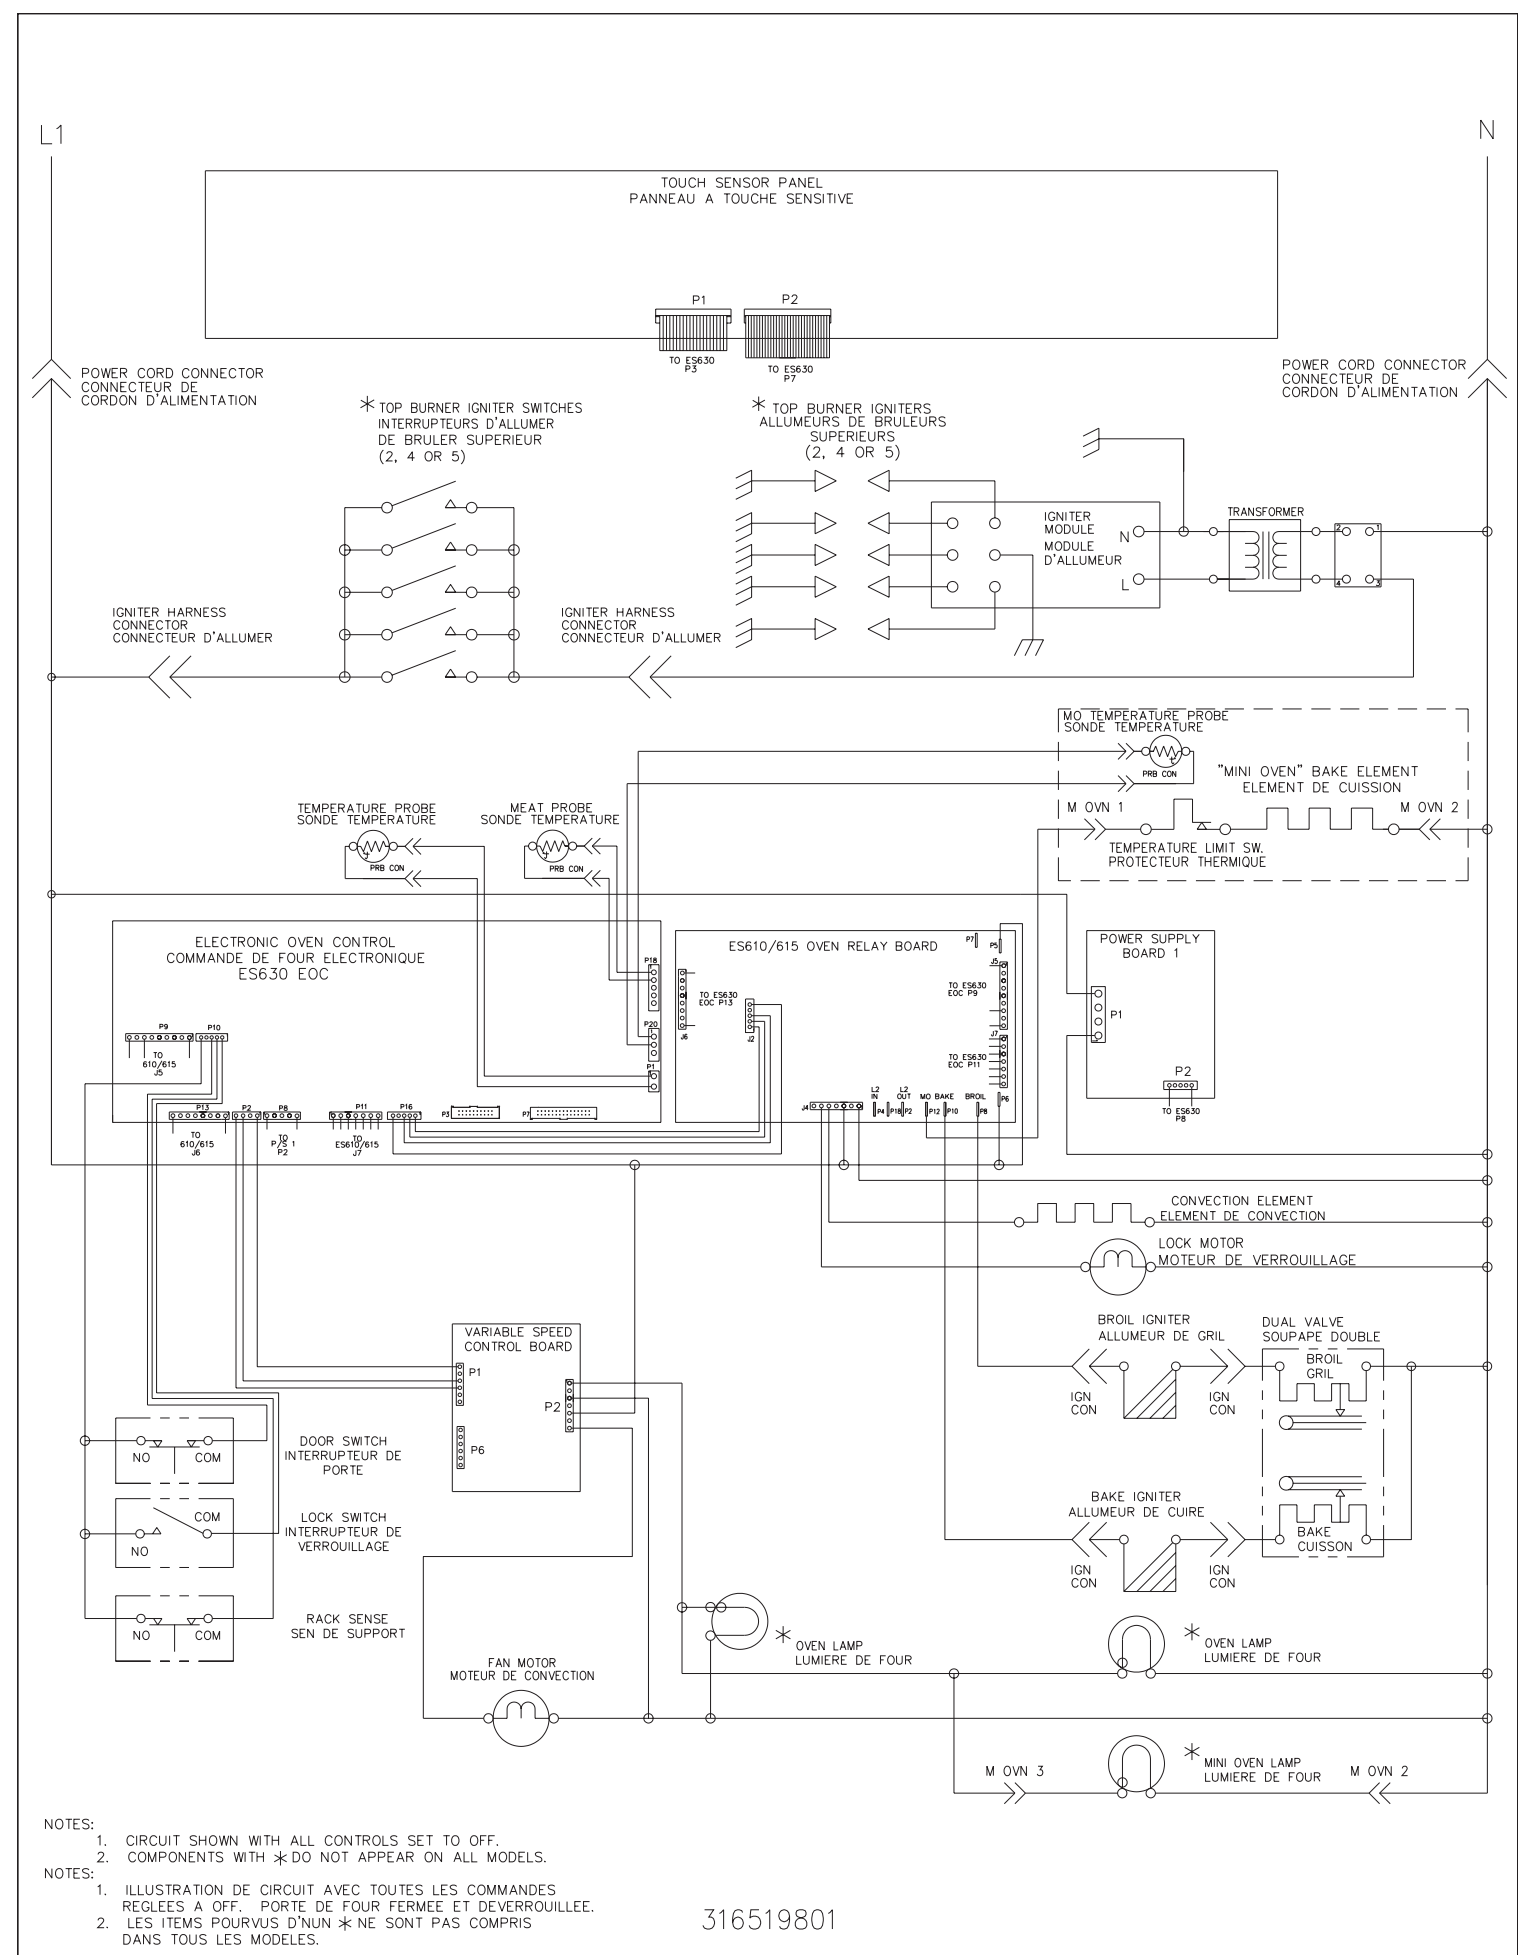 L1
N
TOUCH SENSOR PANEL
PANNEAU A TOUCHE SENSITIVE
P1
P2
TO ES630
P3
TO ES630
P7
POWER CORD CONNECTOR
CONNECTEUR DE
CORDON D'ALIMENTATION
POWER CORD CONNECTOR
CONNECTEUR DE
CORDON D'ALIMENTATION
* TOP BURNER IGNITER SWITCHES
INTERRUPTEURS D'ALLUMER
DE BRULER SUPERIEUR
(2, 4 OR 5)
* TOP BURNER IGNITERS
ALLUMEURS DE BRULEURS
SUPERIEURS
(2, 4 OR 5)
IGNITER
MODULE
MODULE
D'ALLUMEUR
N
L
TRANSFORMER
2
1
4
3
IGNITER HARNESS
CONNECTOR
CONNECTEUR D'ALLUMER
IGNITER HARNESS
CONNECTOR
CONNECTEUR D'ALLUMER
MO TEMPERATURE PROBE
SONDE TEMPERATURE
PRB CON
"MINI OVEN" BAKE ELEMENT
ELEMENT DE CUISSION
M OVN 1
M OVN 2
TEMPERATURE LIMIT SW.
PROTECTEUR THERMIQUE
TEMPERATURE PROBE
SONDE TEMPERATURE
PRB CON
MEAT PROBE
SONDE TEMPERATURE
PRB CON
ELECTRONIC OVEN CONTROL
COMMANDE DE FOUR ELECTRONIQUE
ES630 EOC
P18
P20
P1
P9
P10
TO
610/615
J5
P13
P2
P8
P11
P16
P3
P7
TO
610/615
J6
TO
P/S 1
P2
TO
ES610/615
J7
ES610/615 OVEN RELAY BOARD
P7
P5
J5
TO ES630
EOC P13
J6
J2
TO ES630
EOC P9
J7
TO ES630
EOC P11
L2
IN
L2
OUT
MO BAKE
BROIL
J4
P4
P18
P2
P12
P10
P8
P6
POWER SUPPLY
BOARD 1
P1
P2
TO ES630
P8
CONVECTION ELEMENT
ELEMENT DE CONVECTION
LOCK MOTOR
MOTEUR DE VERROUILLAGE
VARIABLE SPEED
CONTROL BOARD
P1
P2
P6
BROIL IGNITER
ALLUMEUR DE GRIL
IGN
CON
IGN
CON
DUAL VALVE
SOUPAPE DOUBLE
BROIL
GRIL
BAKE
CUISSON
BAKE IGNITER
ALLUMEUR DE CUIRE
IGN
CON
IGN
CON
NO
COM
DOOR SWITCH
INTERRUPTEUR DE
PORTE
COM
NO
LOCK SWITCH
INTERRUPTEUR DE
VERROUILLAGE
NO
COM
RACK SENSE
SEN DE SUPPORT
FAN MOTOR
MOTEUR DE CONVECTION
* OVEN LAMP
LUMIERE DE FOUR
* OVEN LAMP
LUMIERE DE FOUR
M OVN 3
* MINI OVEN LAMP
LUMIERE DE FOUR
M OVN 2
NOTES:
1. CIRCUIT SHOWN WITH ALL CONTROLS SET TO OFF.
2. COMPONENTS WITH * DO NOT APPEAR ON ALL MODELS.
NOTES:
1. ILLUSTRATION DE CIRCUIT AVEC TOUTES LES COMMANDES
REGLEES A OFF. PORTE DE FOUR FERMEE ET DEVERROUILLEE.
2. LES ITEMS POURVUS D'NUN * NE SONT PAS COMPRIS
DANS TOUS LES MODELES.
316519801